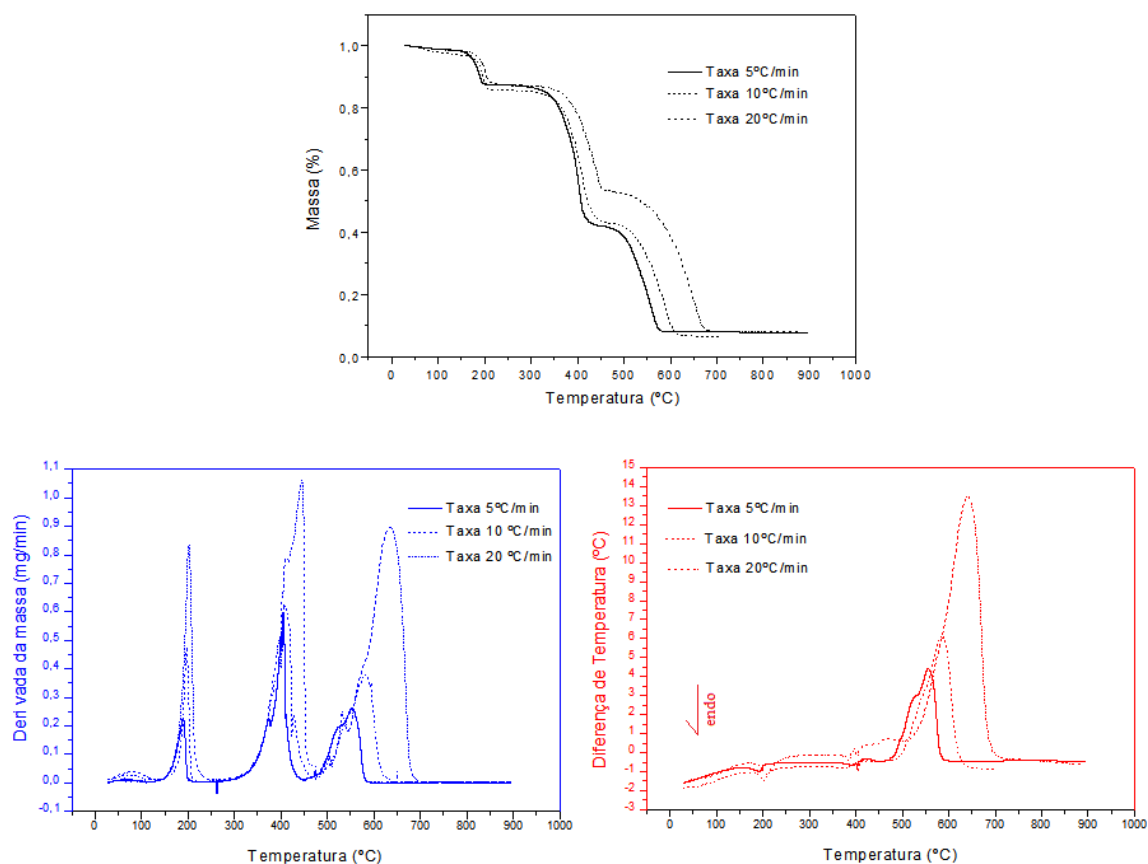 Massa (%)
1,0
0,8
0,6
0,4
0,2
0,0
Taxa 5ºC/min
Taxa 10ºC/min
Taxa 20ºC/min
0 100 200 300 400 500 600 700 800 900 1000
Temperatura (ºC)
Deri vada da massa (mg/min)
1,1
1,0
0,9
0,8
0,7
0,6
0,5
0,4
0,3
0,2
0,1
0,0
-0,1
Taxa 5ºC/min
Taxa 10 ºC/min
Taxa 20 ºC/min
0 100 200 300 400 500 600 700 800 900 1000
Temperatura (ºC)
Diferença de Temperatura (ºC)
15
14
13
12
11
10
9
8
7
6
5
4
3
2
1
0
-1
-2
-3
Taxa 5ºC/min
Taxa 10ºC/min
Taxa 20ºC/min
endo
0 100 200 300 400 500 600 700 800 900 1000
Temperatura (ºC)